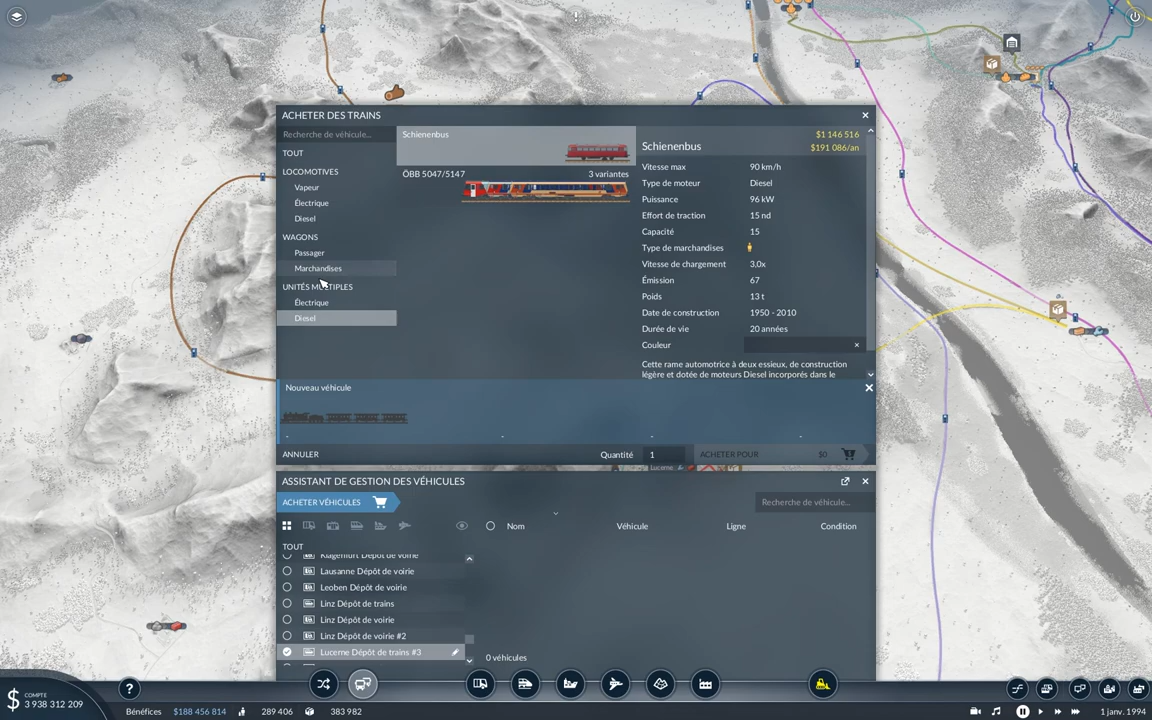 ACHETER DES TRAINS
Recherche de véhicule...
TOUT
LOCOMOTIVES
Vapeur
Électrique
Diesel
WAGONS
Passager
Marchandises
UNITÉS MULTIPLES
Électrique
Diesel
Schienenbus
ÖBB 5047/5147 3 variantes
$1 146 516
Schienenbus $191 086/an
Vitesse max 90 km/h
Type de moteur Diesel
Puissance 96 kW
Effort de traction 15 nd
Capacité 15
Type de marchandises
Vitesse de chargement 3,0x
Émission 67
Poids 13 t
Date de construction 1950 - 2010
Durée de vie 20 années
Couleur
Cette rame automotrice à deux essieux, de construction
légère et dotée de moteurs Diesel incorporés dans le
Nouveau véhicule
- - - -
ANNULER Quantité 1 ACHETER POUR $0
Lucerne
ASSISTANT DE GESTION DES VÉHICULES
ACHETER VÉHICULES Recherche de véhicule...
Nom Véhicule Ligne Condition
TOUT
Klagenfurt Dépôt de voirie
Lausanne Dépôt de voirie
Leoben Dépôt de voirie
Linz Dépôt de trains
Linz Dépôt de voirie
Linz Dépôt de voirie #2
Lucerne Dépôt de trains #3
0 véhicules
COMPTE
$ 3 938 312 209
?
Bénéfices $188 456 814 289 406 383 982 1 janv. 1994